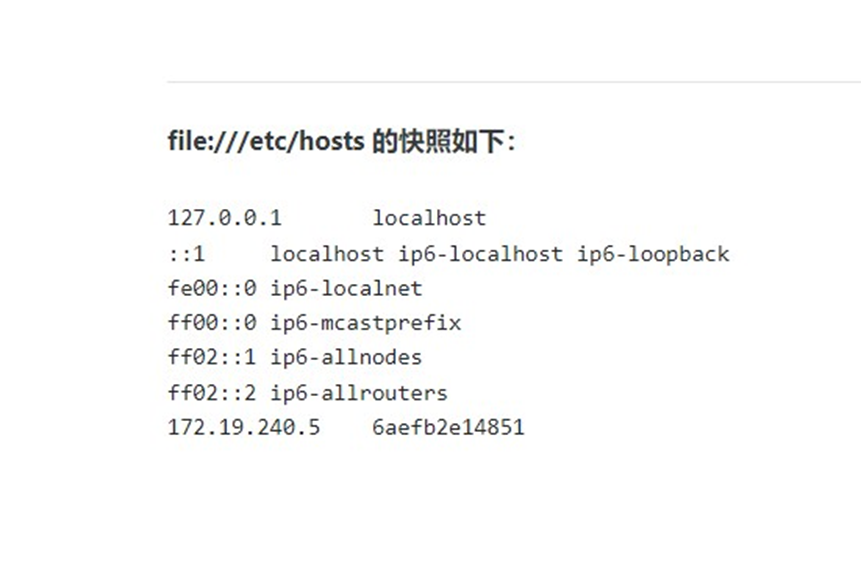 file:///etc/hosts 的快照如下：
127.0.0.1 localhost
::1 localhost ip6-localhost ip6-loopback
fe00::0 ip6-localnet
ff00::0 ip6-mcastprefix
ff02::1 ip6-allnodes
ff02::2 ip6-allrouters
172.19.240.5 6aefb2e14851